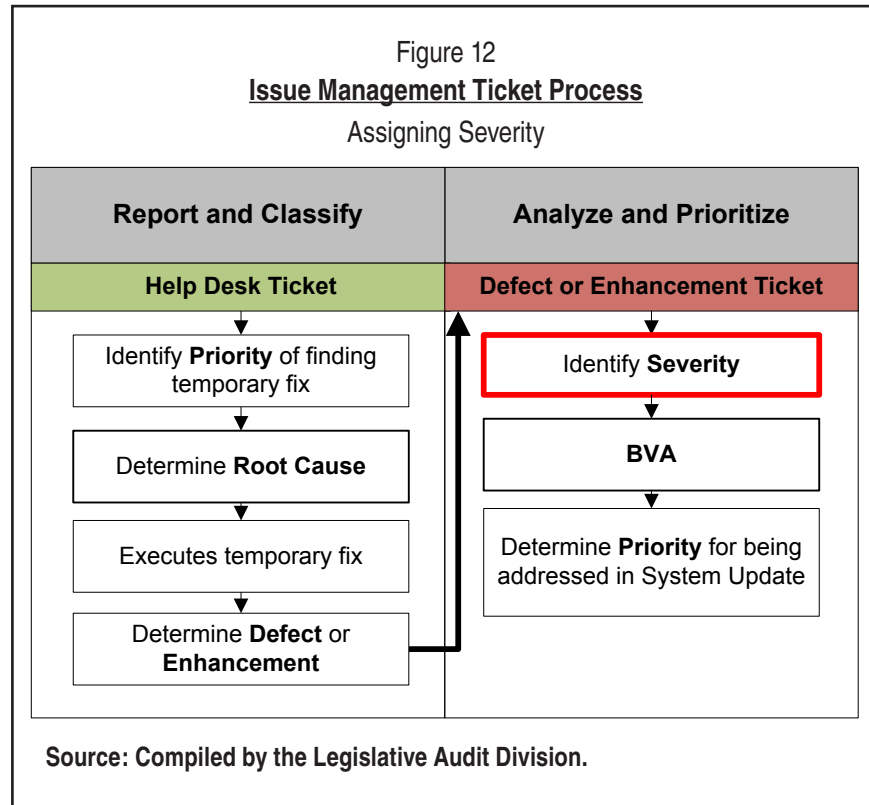 Figure 12
Issue Management Ticket Process
Assigning Severity
Report and Classify
Help Desk Ticket
Identify Priority of finding
temporary fix
Determine Root Cause
Executes temporary fix
Determine Defect or
Enhancement
Analyze and Prioritize
Defect or Enhancement Ticket
Identify Severity
BVA
Determine Priority for being
addressed in System Update
Source: Compiled by the Legislative Audit Division.